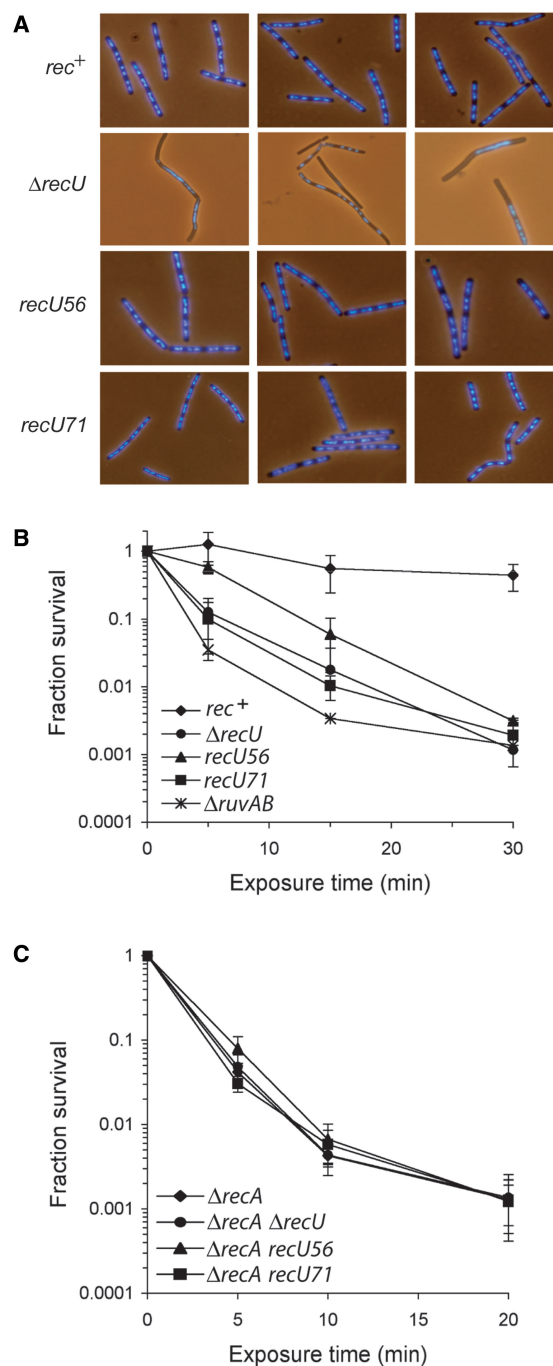 A
rec+
ΔrecU
recU56
recU71
B
Fraction survival
1
0.1
0.01
0.001
0.0001
rec+
ΔrecU
recU56
recU71
ΔruvAB
0 10 20 30
Exposure time (min)
C
Fraction survival
1
0.1
0.01
0.001
0.0001
ΔrecA
ΔrecA ΔrecU
ΔrecA recU56
ΔrecA recU71
0 5 10 15 20
Exposure time (min)